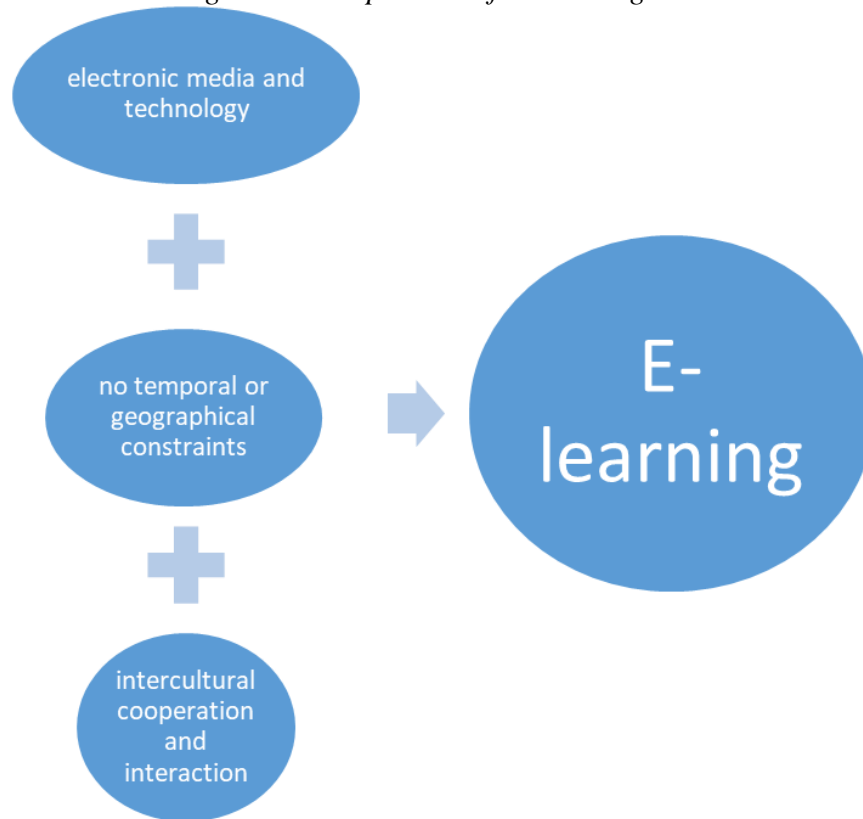 electronic media and
technology
no temporal or
geographical
constraints
E-
learning
intercultural
cooperation
and
interaction